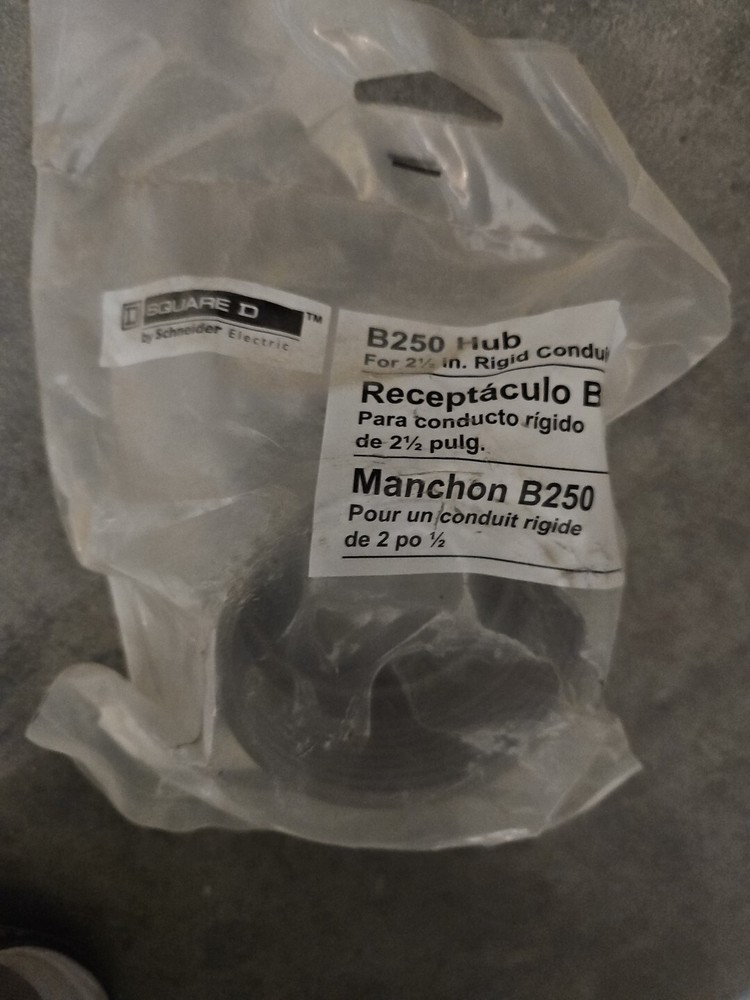 SQUARE D™
by Schneider Electric
B250 Hub
For 2½ in. Rigid Condui
Receptáculo B
Para conducto rígido
de 2½ pulg.
Manchon B250
Pour un conduit rigide
de 2 po ½